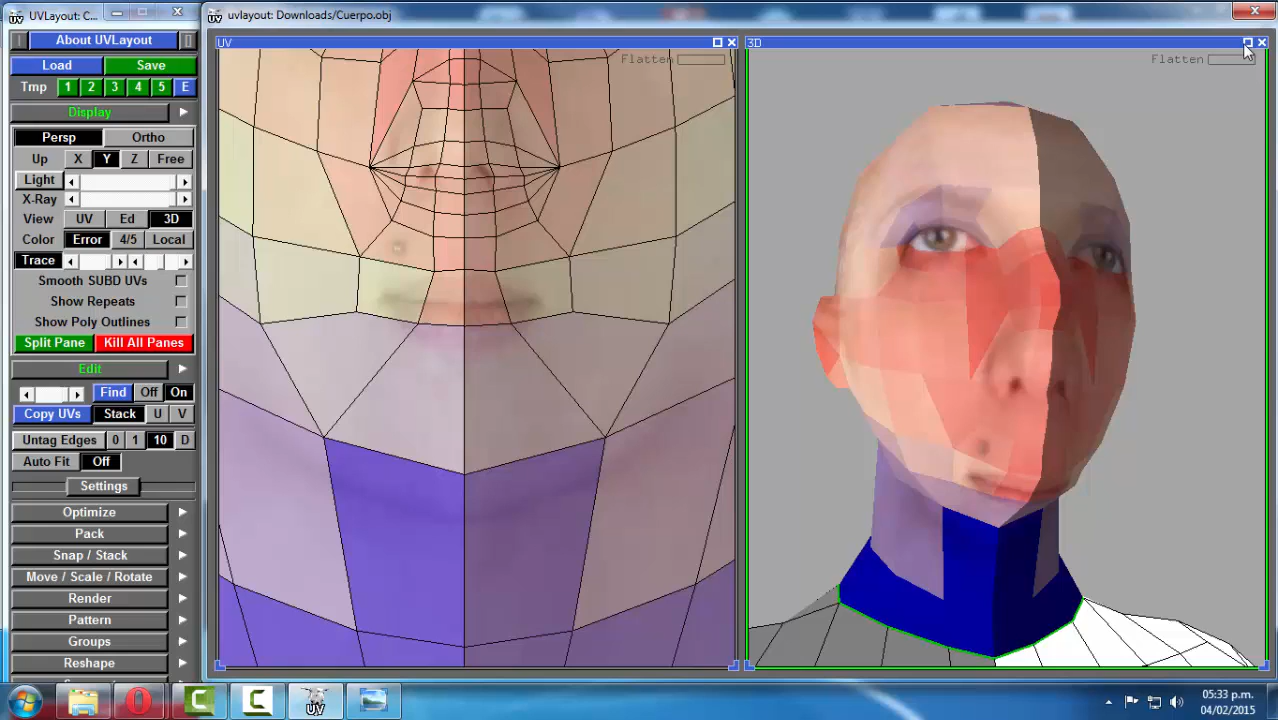 UVLayout: C...
uvlayout: Downloads/Cuerpo.obj
About UVLayout
Load Save
Tmp 1 2 3 4 5 E
Display
Persp Ortho
Up X Y Z Free
Light
X-Ray
View UV Ed 3D
Color Error 4/5 Local
Trace
Smooth SUBD UVs
Show Repeats
Show Poly Outlines
Split Pane Kill All Panes
Edit
Find Off On
Copy UVs Stack U V
Untag Edges 0 1 10 D
Auto Fit Off
Settings
Optimize
Pack
Snap / Stack
Move / Scale / Rotate
Render
Pattern
Groups
Reshape
UV
Flatten
3D
Flatten
UV
05:33 p.m.
04/02/2015